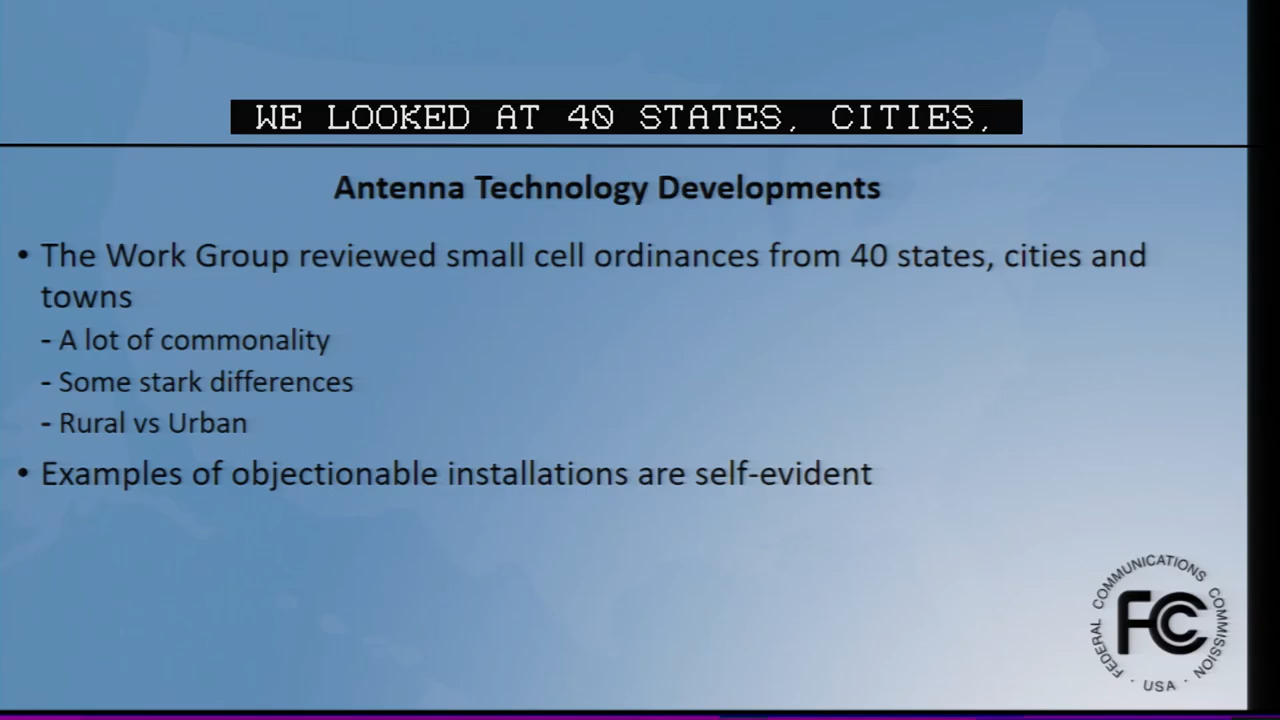 WE LOOKED AT 40 STATES, CITIES,
Antenna Technology Developments
• The Work Group reviewed small cell ordinances from 40 states, cities and
towns
- A lot of commonality
- Some stark differences
- Rural vs Urban
• Examples of objectionable installations are self-evident
FEDERAL COMMUNICATIONS COMMISSION
FCC
· USA ·